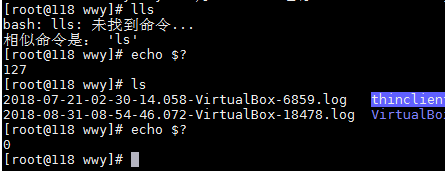 [root@118 wwy]# lls
bash: lls: 未找到命令...
相似命令是： 'ls'
[root@118 wwy]# echo $?
127
[root@118 wwy]# ls
2018-07-21-02-30-14.058-VirtualBox-6859.log thinclient
2018-08-31-08-54-46.072-VirtualBox-18478.log VirtualBox
[root@118 wwy]# echo $?
0
[root@118 wwy]#